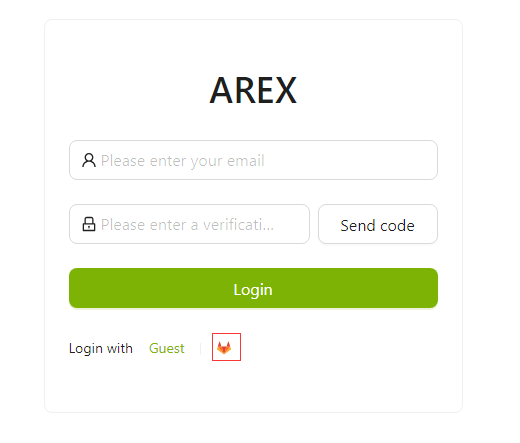 AREX
Please enter your email
Please enter a verificati...
Send code
Login
Login with Guest